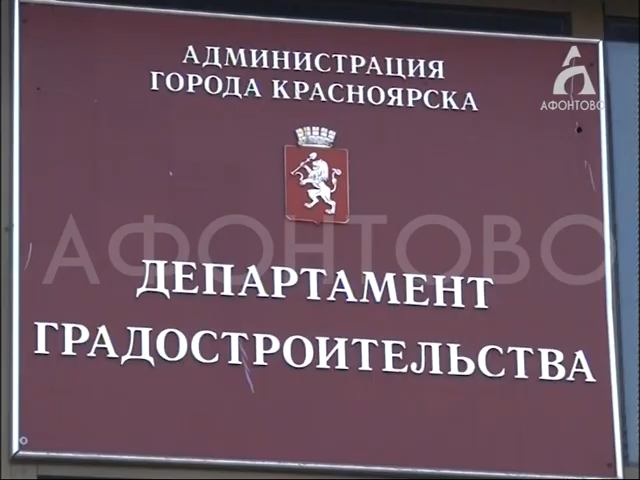 АДМИНИСТРАЦИЯ
ГОРОДА КРАСНОЯРСКА
АФОНТОВО
АФОНТОВО
ДЕПАРТАМЕНТ
ГРАДОСТРОИТЕЛЬСТВА